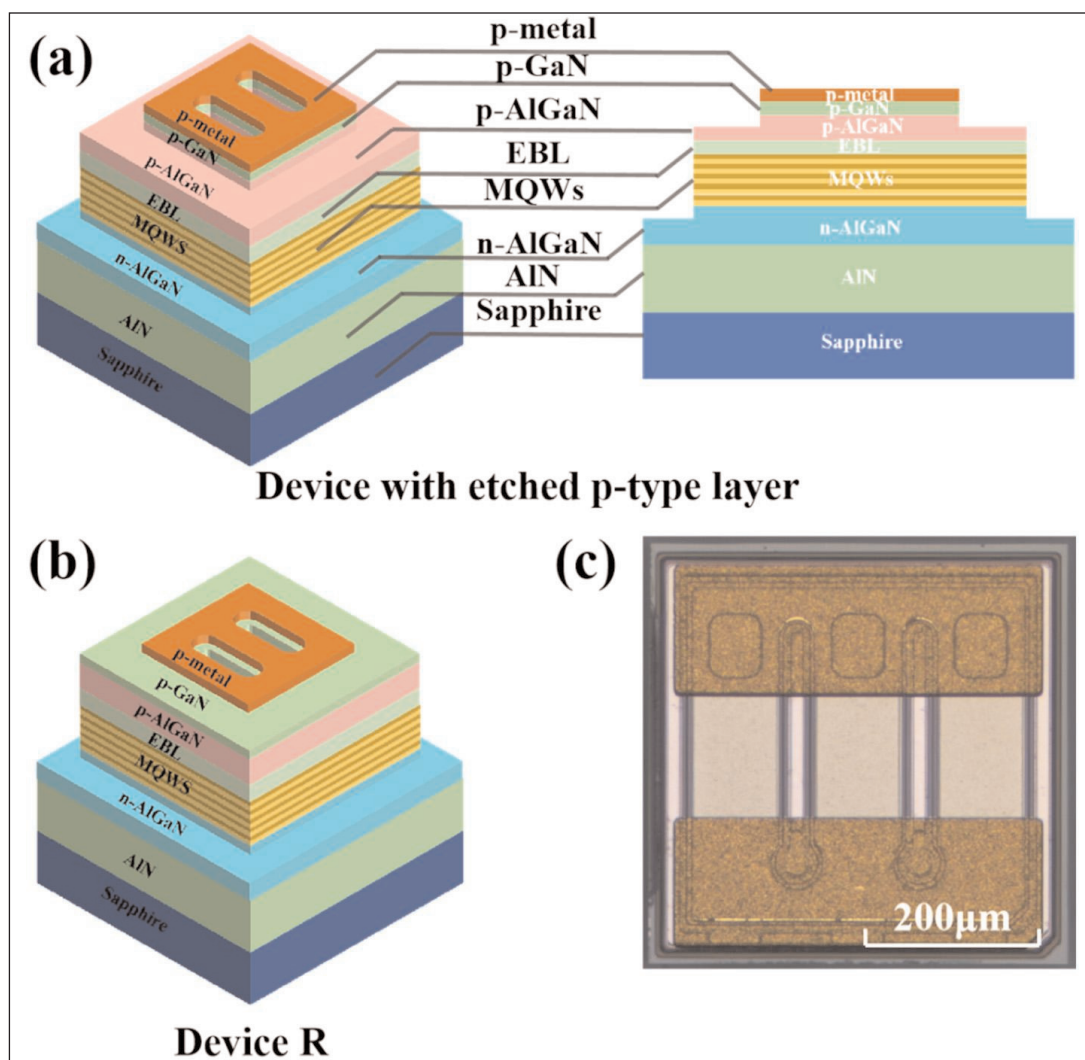 (a)
p-metal
p-GaN
p-AlGaN
EBL
MQWs
n-AlGaN
AlN
Sapphire
p-metal
p-GaN
p-AlGaN
EBL
MQWS
n-AlGaN
AlN
Sapphire
p-metal
p-GaN
p-AlGaN
EBL
MQWs
n-AlGaN
AlN
Sapphire
Device with etched p-type layer
(b)
p-metal
p-GaN
p-AlGaN
EBL
MQWS
n-AlGaN
AlN
Sapphire
Device R
(c)
200μm